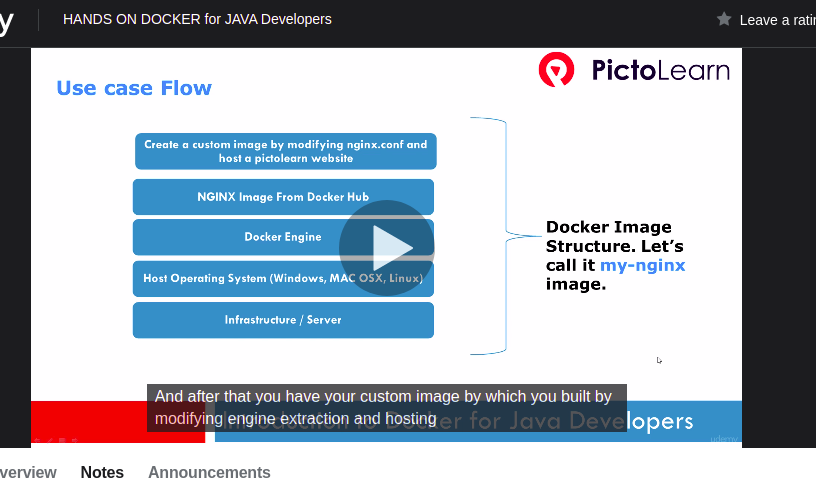 y
HANDS ON DOCKER for JAVA Developers
Leave a ratin
PictoLearn
Use case Flow
Create a custom image by modifying nginx.conf and
host a pictolearn website
NGINX Image From Docker Hub
Docker Engine
Host Operating System (Windows, MAC OSX, Linux)
Infrastructure / Server
Docker Image
Structure. Let's
call it my-nginx
image.
And after that you have your custom image by which you built by
modifying engine extraction and hosting
Introduction to Docker for Java Developers
udemy
verview
Notes
Announcements